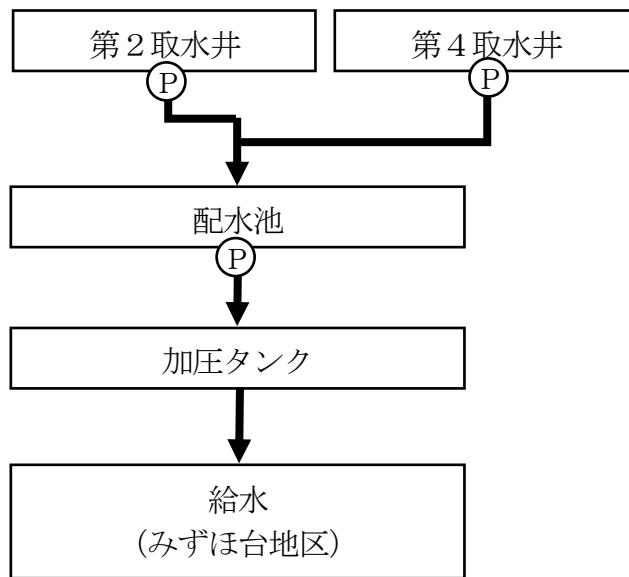 第２取水井
第４取水井
Ｐ
Ｐ
配水池
Ｐ
加圧タンク
給水
（みずほ台地区）